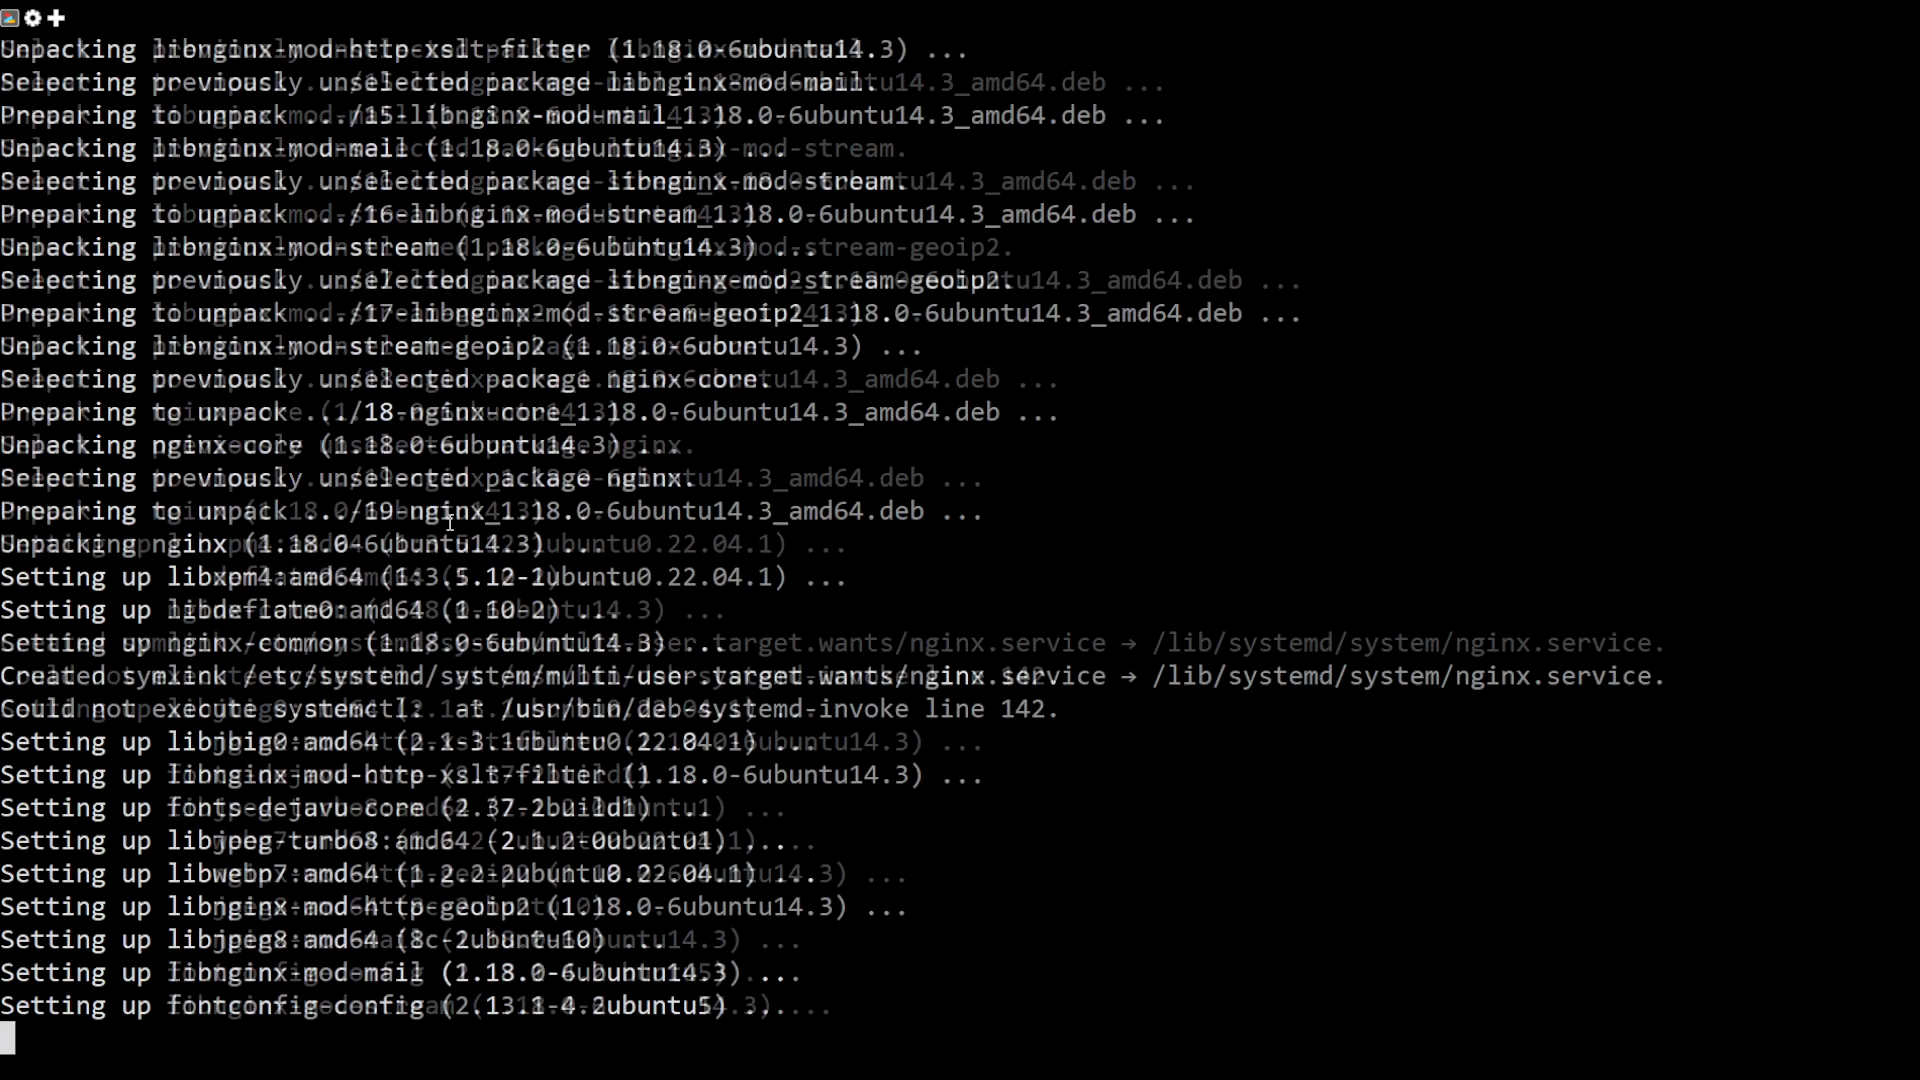 Unpacking libnginx-mod-http-xslt-filter (1.18.0-6ubuntu14.3) ...
Selecting previously unselected package libnginx-mod-mail.
Preparing to unpack .../15-libnginx-mod-mail_1.18.0-6ubuntu14.3_amd64.deb ...
Unpacking libnginx-mod-mail (1.18.0-6ubuntu14.3) ...
Selecting previously unselected package libnginx-mod-stream.
Preparing to unpack .../16-libnginx-mod-stream_1.18.0-6ubuntu14.3_amd64.deb ...
Unpacking libnginx-mod-stream (1.18.0-6ubuntu14.3) ...
Selecting previously unselected package libnginx-mod-stream-geoip2.
Preparing to unpack .../17-libnginx-mod-stream-geoip2_1.18.0-6ubuntu14.3_amd64.deb ...
Unpacking libnginx-mod-stream-geoip2 (1.18.0-6ubuntu14.3) ...
Selecting previously unselected package nginx-core.
Preparing to unpack .../18-nginx-core_1.18.0-6ubuntu14.3_amd64.deb ...
Unpacking nginx-core (1.18.0-6ubuntu14.3) ...
Selecting previously unselected package nginx.
Preparing to unpack .../19-nginx_1.18.0-6ubuntu14.3_amd64.deb ...
Unpacking nginx (1.18.0-6ubuntu14.3) ...
Setting up libxpm4:amd64 (1:3.5.12-1ubuntu0.22.04.1) ...
Setting up libdeflate0:amd64 (1.10-2) ...
Setting up nginx-common (1.18.0-6ubuntu14.3) ...
Created symlink /etc/systemd/system/multi-user.target.wants/nginx.service → /lib/systemd/system/nginx.service.
Could not execute systemctl:  at /usr/bin/deb-systemd-invoke line 142.
Setting up libjbig0:amd64 (2.1-3.1ubuntu0.22.04.1) ...
Setting up libnginx-mod-http-xslt-filter (1.18.0-6ubuntu14.3) ...
Setting up fonts-dejavu-core (2.37-2build1) ...
Setting up libjpeg-turbo8:amd64 (2.1.2-0ubuntu1) ...
Setting up libwebp7:amd64 (1.2.2-2ubuntu0.22.04.1) ...
Setting up libnginx-mod-http-geoip2 (1.18.0-6ubuntu14.3) ...
Setting up libjpeg8:amd64 (8c-2ubuntu10) ...
Setting up libnginx-mod-mail (1.18.0-6ubuntu14.3) ...
Setting up fontconfig-config (2.13.1-4.2ubuntu5) ...